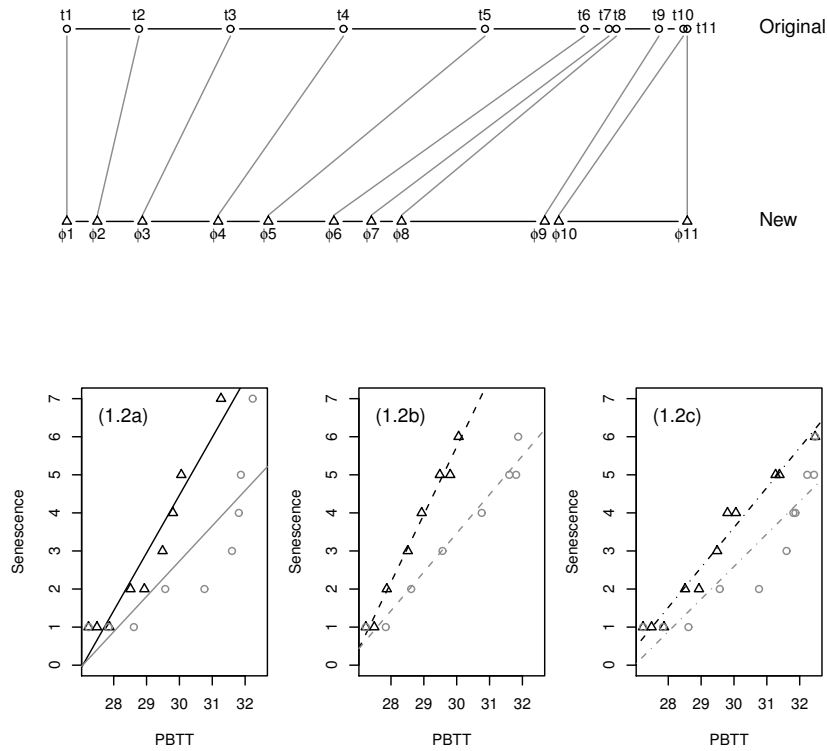 t1 t2 t3 t4 t5 t6 t7 t8 t9 t10 t11 Original
New
ϕ1 ϕ2 ϕ3 ϕ4 ϕ5 ϕ6 ϕ7 ϕ8 ϕ9 ϕ10 ϕ11
(1.2a)
Senescence
0 1 2 3 4 5 6 7
28 29 30 31 32
PBTT
(1.2b)
Senescence
0 1 2 3 4 5 6 7
28 29 30 31 32
PBTT
(1.2c)
Senescence
0 1 2 3 4 5 6 7
28 29 30 31 32
PBTT